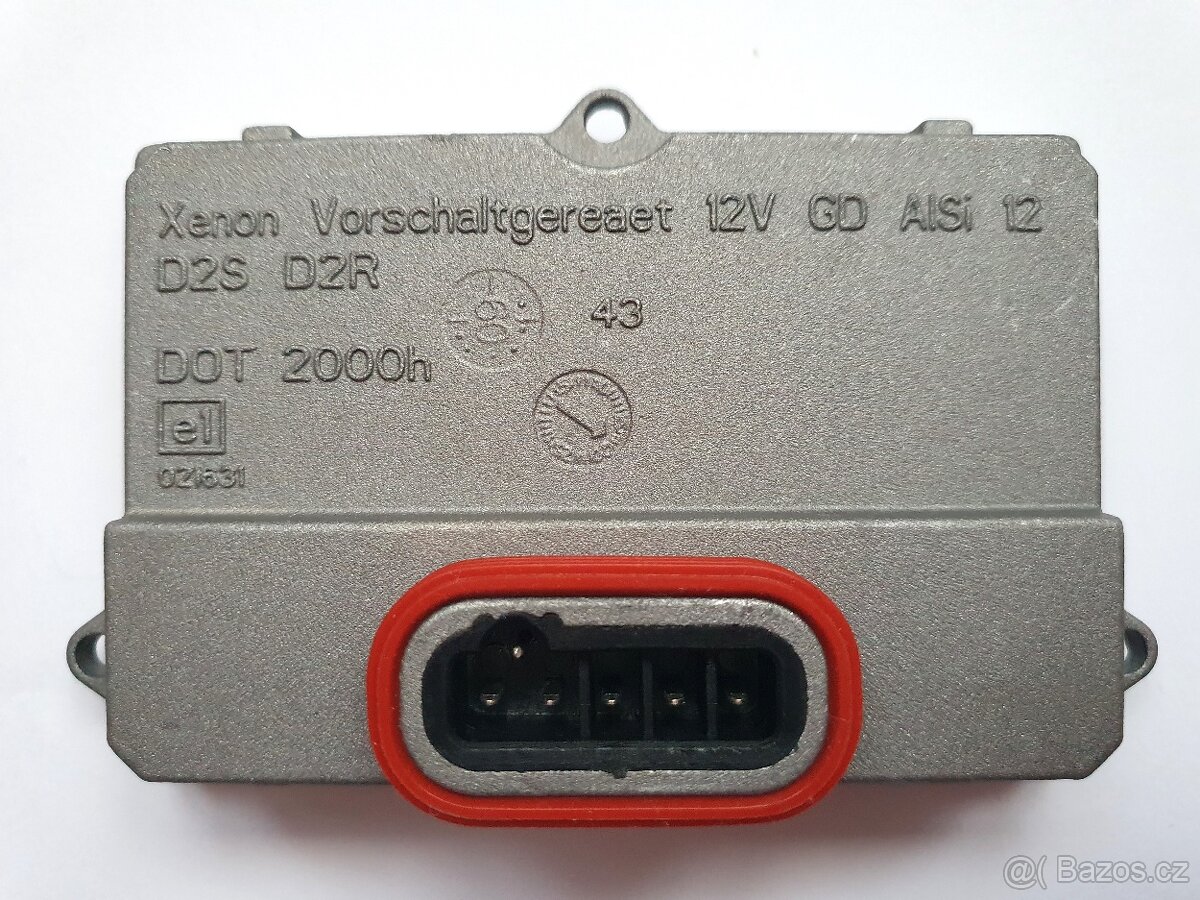 Xenon Vorschaltgereaet 12V GD AlSi 12
D2S D2R
43
DOT 2000h
e1
021631
@( Bazos.cz